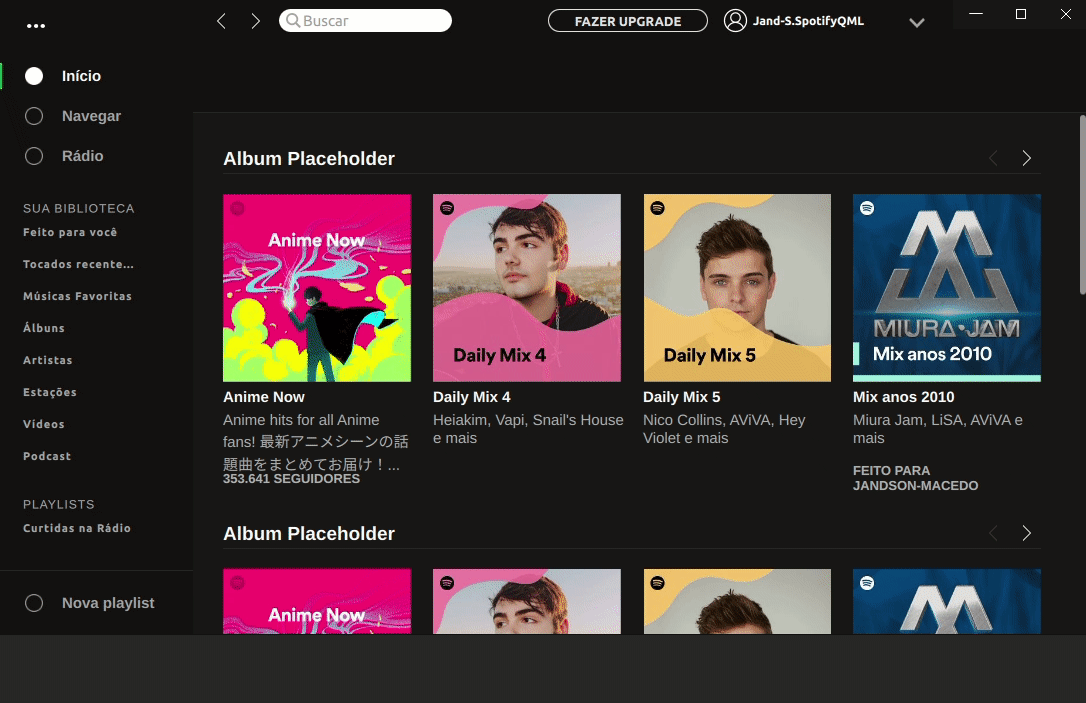 Buscar
FAZER UPGRADE
Jand-S.SpotifyQML
Início
Navegar
Rádio
SUA BIBLIOTECA
Feito para você
Tocados recente...
Músicas Favoritas
Álbuns
Artistas
Estações
Vídeos
Podcast
PLAYLISTS
Curtidas na Rádio
Nova playlist
Album Placeholder
Anime Now
Daily Mix 4
Daily Mix 5
MIURA•JAM
Mix anos 2010
Anime Now
Anime hits for all Anime
fans! 最新アニメシーンの話
題曲をまとめてお届け！...
353.641 SEGUIDORES
Daily Mix 4
Heiakim, Vapi, Snail's House
e mais
Daily Mix 5
Nico Collins, AViVA, Hey
Violet e mais
Mix anos 2010
Miura Jam, LiSA, AViVA e
mais
FEITO PARA
JANDSON-MACEDO
Album Placeholder
Anime Now